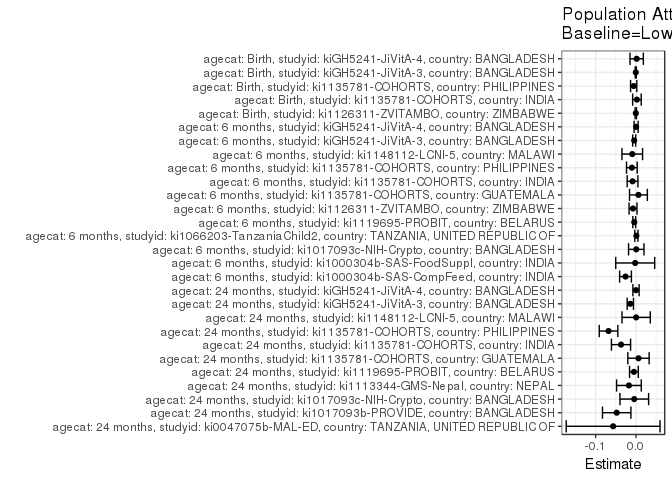 Population Att
Baseline=Low
agecat: Birth, studyid: kiGH5241-JiVitA-4, country: BANGLADESH
agecat: Birth, studyid: kiGH5241-JiVitA-3, country: BANGLADESH
agecat: Birth, studyid: ki1135781-COHORTS, country: PHILIPPINES
agecat: Birth, studyid: ki1135781-COHORTS, country: INDIA
agecat: Birth, studyid: ki1126311-ZVITAMBO, country: ZIMBABWE
agecat: 6 months, studyid: kiGH5241-JiVitA-4, country: BANGLADESH
agecat: 6 months, studyid: kiGH5241-JiVitA-3, country: BANGLADESH
agecat: 6 months, studyid: ki1148112-LCNI-5, country: MALAWI
agecat: 6 months, studyid: ki1135781-COHORTS, country: PHILIPPINES
agecat: 6 months, studyid: ki1135781-COHORTS, country: INDIA
agecat: 6 months, studyid: ki1135781-COHORTS, country: GUATEMALA
agecat: 6 months, studyid: ki1126311-ZVITAMBO, country: ZIMBABWE
agecat: 6 months, studyid: ki1119695-PROBIT, country: BELARUS
agecat: 6 months, studyid: ki1066203-TanzaniaChild2, country: TANZANIA, UNITED REPUBLIC OF
agecat: 6 months, studyid: ki1017093c-NIH-Crypto, country: BANGLADESH
agecat: 6 months, studyid: ki1000304b-SAS-FoodSuppl, country: INDIA
agecat: 6 months, studyid: ki1000304b-SAS-CompFeed, country: INDIA
agecat: 24 months, studyid: kiGH5241-JiVitA-4, country: BANGLADESH
agecat: 24 months, studyid: kiGH5241-JiVitA-3, country: BANGLADESH
agecat: 24 months, studyid: ki1148112-LCNI-5, country: MALAWI
agecat: 24 months, studyid: ki1135781-COHORTS, country: PHILIPPINES
agecat: 24 months, studyid: ki1135781-COHORTS, country: INDIA
agecat: 24 months, studyid: ki1135781-COHORTS, country: GUATEMALA
agecat: 24 months, studyid: ki1119695-PROBIT, country: BELARUS
agecat: 24 months, studyid: ki1113344-GMS-Nepal, country: NEPAL
agecat: 24 months, studyid: ki1017093c-NIH-Crypto, country: BANGLADESH
agecat: 24 months, studyid: ki1017093b-PROVIDE, country: BANGLADESH
agecat: 24 months, studyid: ki0047075b-MAL-ED, country: TANZANIA, UNITED REPUBLIC OF
-0.1 0.0
Estimate